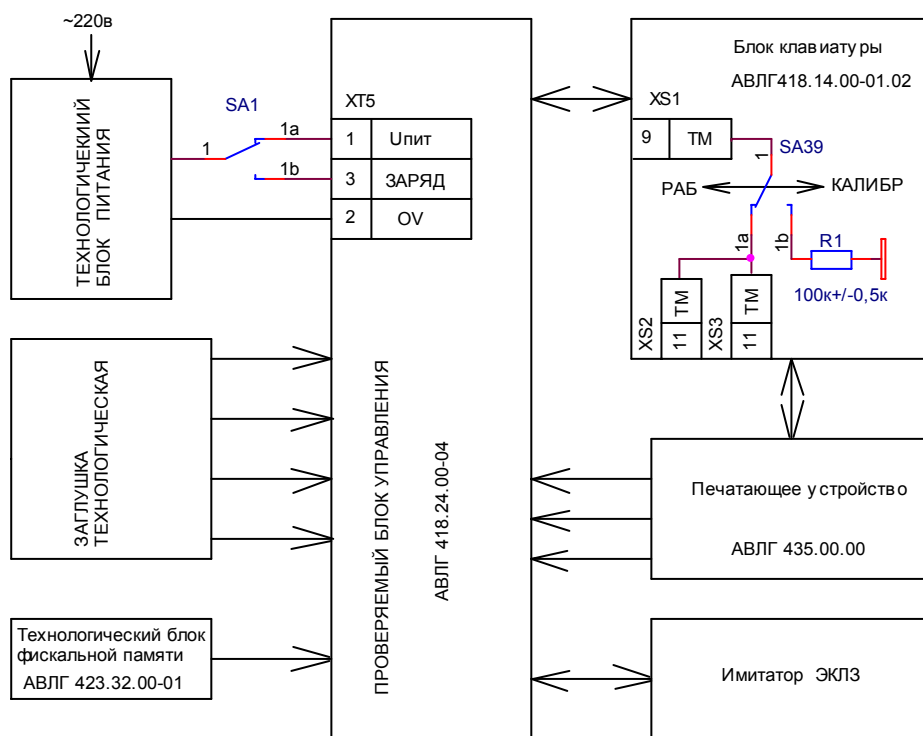 ~220в
ТЕХНОЛОГИЧЕКИЙ
БЛОК ПИТАНИЯ
SA1
1
1a
1b
XT5
1 Uпит
3 ЗАРЯД
2 OV
Блок клавиатуры
АВЛГ418.14.00-01.02
XS1
9 ТМ
SA39
1
РАБ
КАЛИБР
1a
1b
R1
100к+/-0,5к
XS2
11 ТМ
XS3
11 ТМ
ЗАГЛУШКА
ТЕХНОЛОГИЧЕСКАЯ
ПРОВЕРЯЕМЫЙ БЛОК УПРАВЛЕНИЯ
АВЛГ 418.24.00-04
Печатающее устройство
АВЛГ 435.00.00
Технологический блок
фискальной памяти
АВЛГ 423.32.00-01
Имитатор ЭКЛЗ